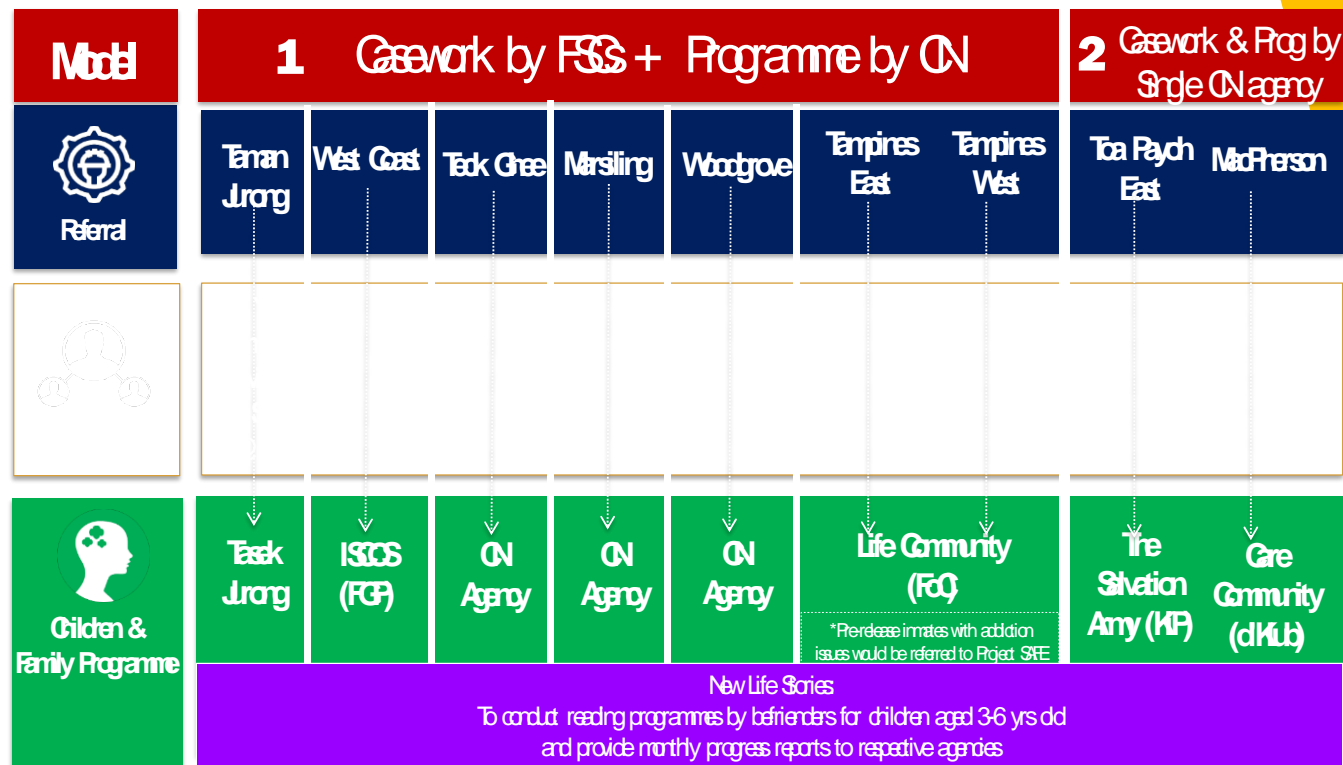 Model
1 Casework by FSCs + Programme by CN
2 Casework & Prog by
Single CN agency
Referral
Taman
Jurong
West Coast
Teck Ghee
Marsiling
Woodgrove
Tampines
East
Tampines
West
Toa Payoh
East
MacPherson
Children &
Family Programme
Tasek
Jurong
ISCOS
(FGP)
CN
Agency
CN
Agency
CN
Agency
Life Community
(FoC)
*Pre-release inmates with addiction
issues would be referred to Project SAFE
The
Salvation
Army (KIP)
Care
Community
(dKlub)
New Life Stories:
To conduct reading programmes by befrienders for children aged 3-6 yrs old
and provide monthly progress reports to respective agencies